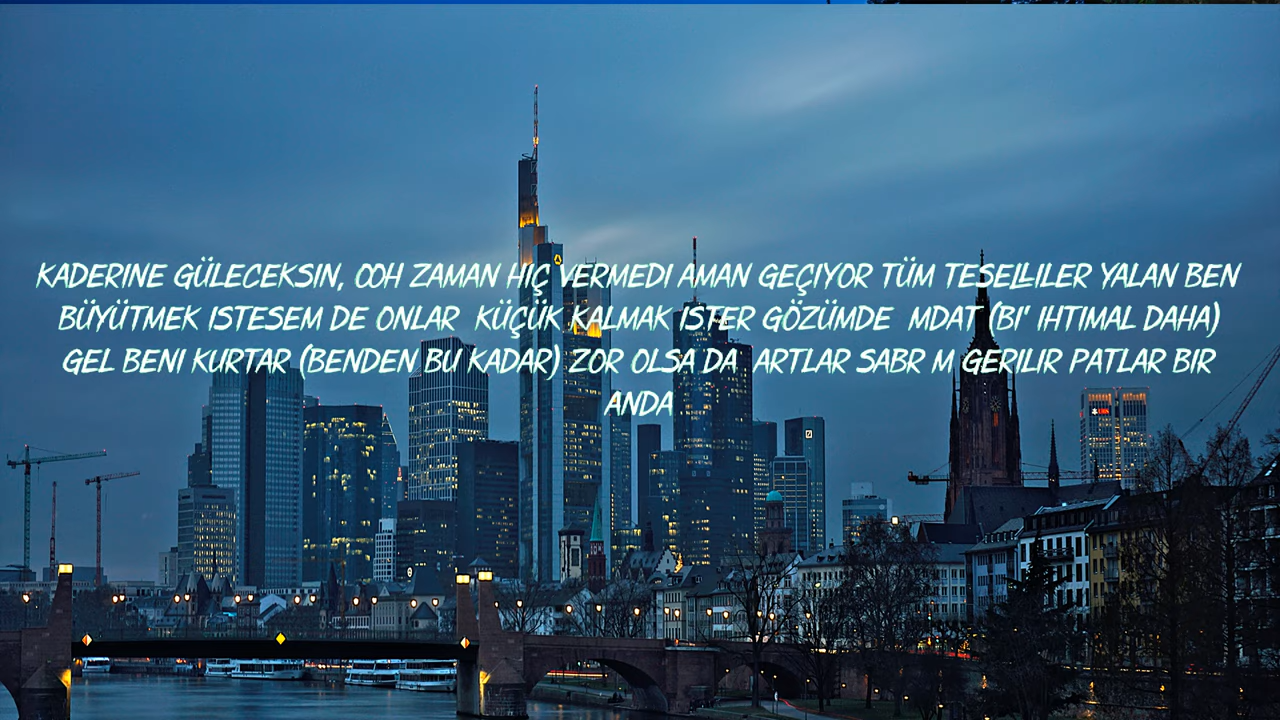 KADERINE GÜLECEKSIN, OOH ZAMAN HIÇ VERMEDI AMAN GEÇIYOR TÜM TESELLILER YALAN BEN
BÜYÜTMEK ISTESEM DE ONLAR KÜÇÜK KALMAK ISTER GÖZÜMDE MDAT (BI' IHTIMAL DAHA)
GEL BENI KURTAR (BENDEN BU KADAR) ZOR OLSA DA ARTLAR SABR M GERILIR PATLAR BIR
ANDA